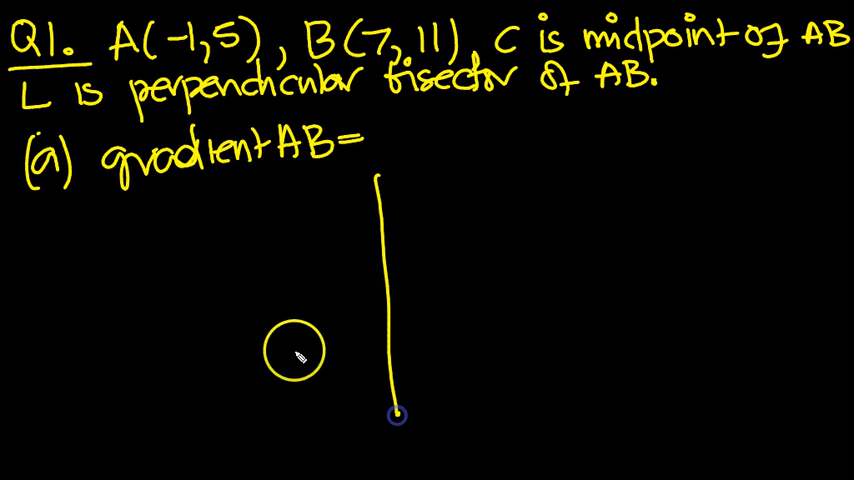 Q1. A(-1,5), B(7,11), C is midpoint of AB
L is perpendicular bisector of AB.
(a) gradient AB=